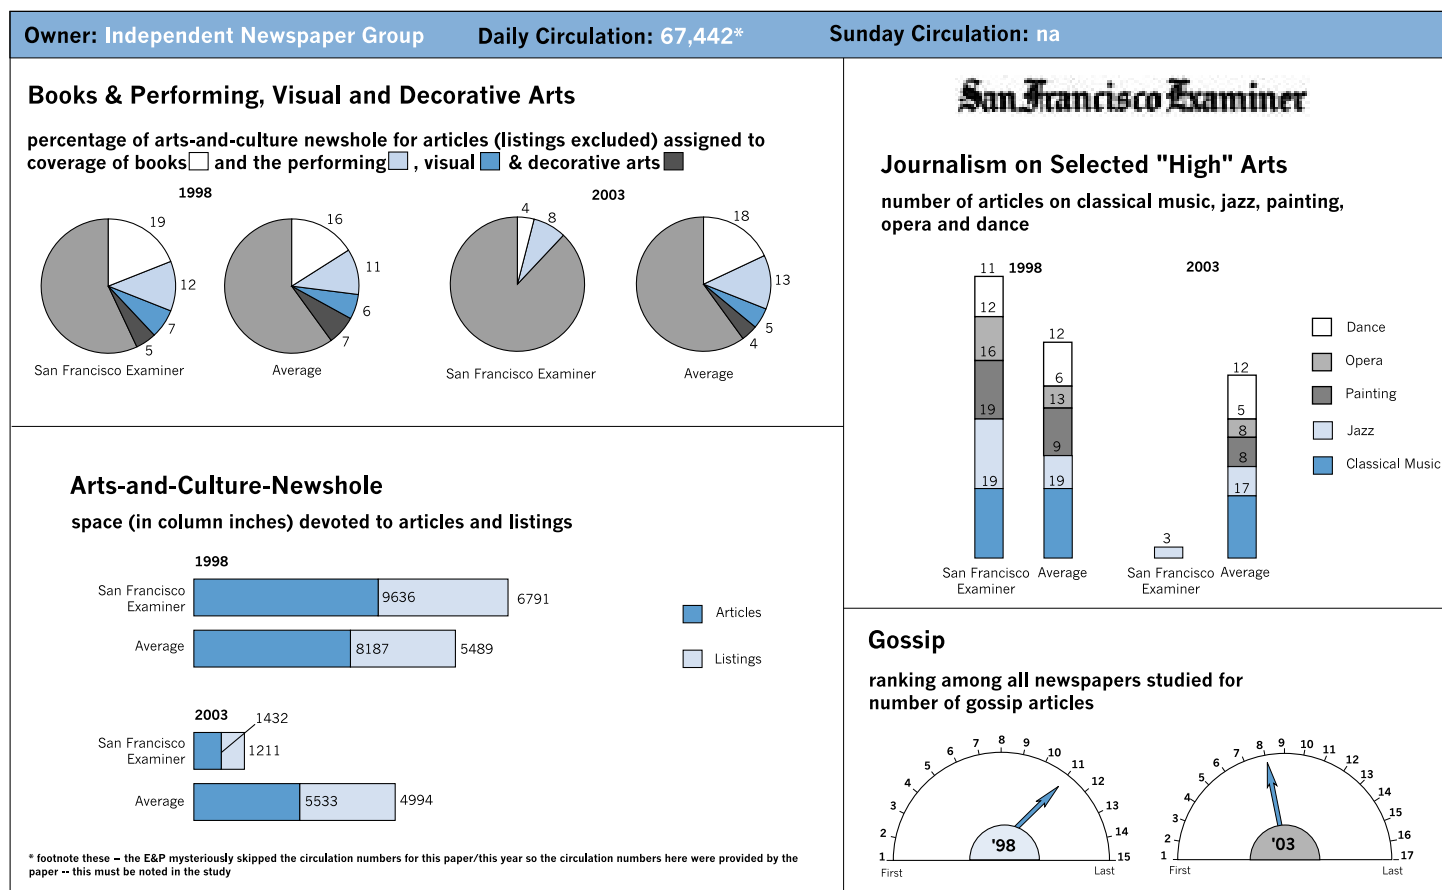 Owner: Independent Newspaper Group Daily Circulation: 67,442* Sunday Circulation: na
Books & Performing, Visual and Decorative Arts
percentage of arts-and-culture newshole for articles (listings excluded) assigned to
coverage of books and the performing , visual & decorative arts
1998
19
12
7
5
San Francisco Examiner
16
11
6
7
Average
2003
4
8
San Francisco Examiner
18
13
5
4
Average
San Francisco Examiner
Journalism on Selected "High" Arts
number of articles on classical music, jazz, painting,
opera and dance
1998
11
12
16
19
19
San Francisco
Examiner
12
6
13
9
19
Average
2003
3
San Francisco
Examiner
12
5
8
8
17
Average
Dance
Opera
Painting
Jazz
Classical Music
Arts-and-Culture-Newshole
space (in column inches) devoted to articles and listings
1998
San Francisco
Examiner
9636
6791
Average
8187
5489
2003
San Francisco
Examiner
1432
1211
Average
5533
4994
Articles
Listings
* footnote these – the E&P mysteriously skipped the circulation numbers for this paper/this year so the circulation numbers here were provided by the
paper -- this must be noted in the study
Gossip
ranking among all newspapers studied for
number of gossip articles
1
2
3
4
5
6
7
8
9
10
11
12
13
14
15
'98
First
Last
1
2
3
4
5
6
7
8
9
10
11
12
13
14
15
16
17
'03
First
Last